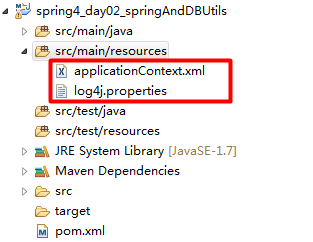 spring4_day02_springAndDBUtils
src/main/java
src/main/resources
applicationContext.xml
log4j.properties
src/test/java
src/test/resources
JRE System Library [JavaSE-1.7]
Maven Dependencies
src
target
pom.xml